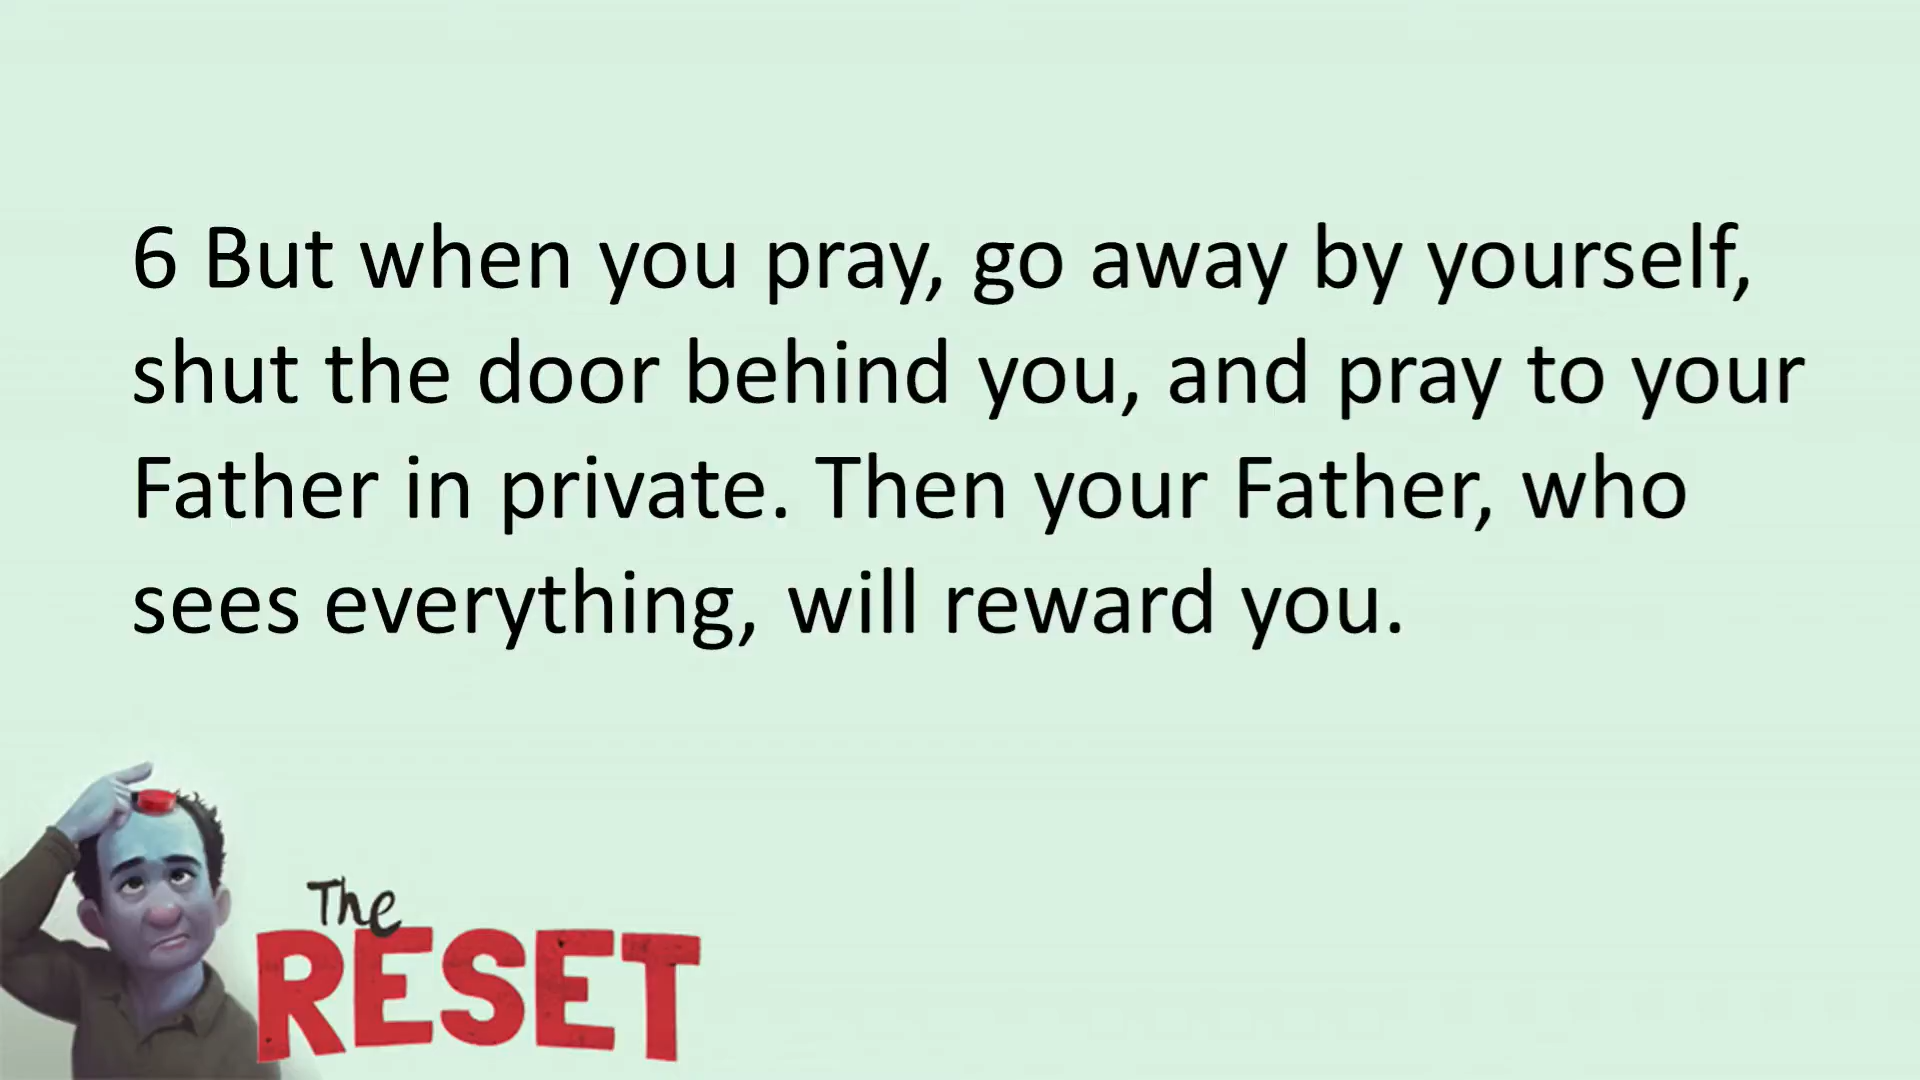 6 But when you pray, go away by yourself,
shut the door behind you, and pray to your
Father in private. Then your Father, who
sees everything, will reward you.
The
RESET